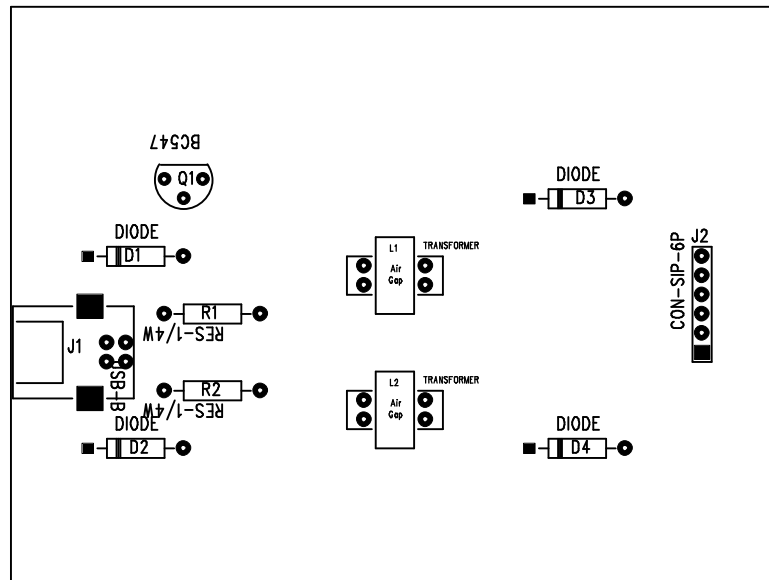 BC547
Q1
DIODE
D3
DIODE
D1
L1
Air
Gap
TRANSFORMER
J2
CON-SIP-6P
R1
RES-1/4W
J1
USB-B
R2
RES-1/4W
L2
Air
Gap
TRANSFORMER
DIODE
D2
DIODE
D4